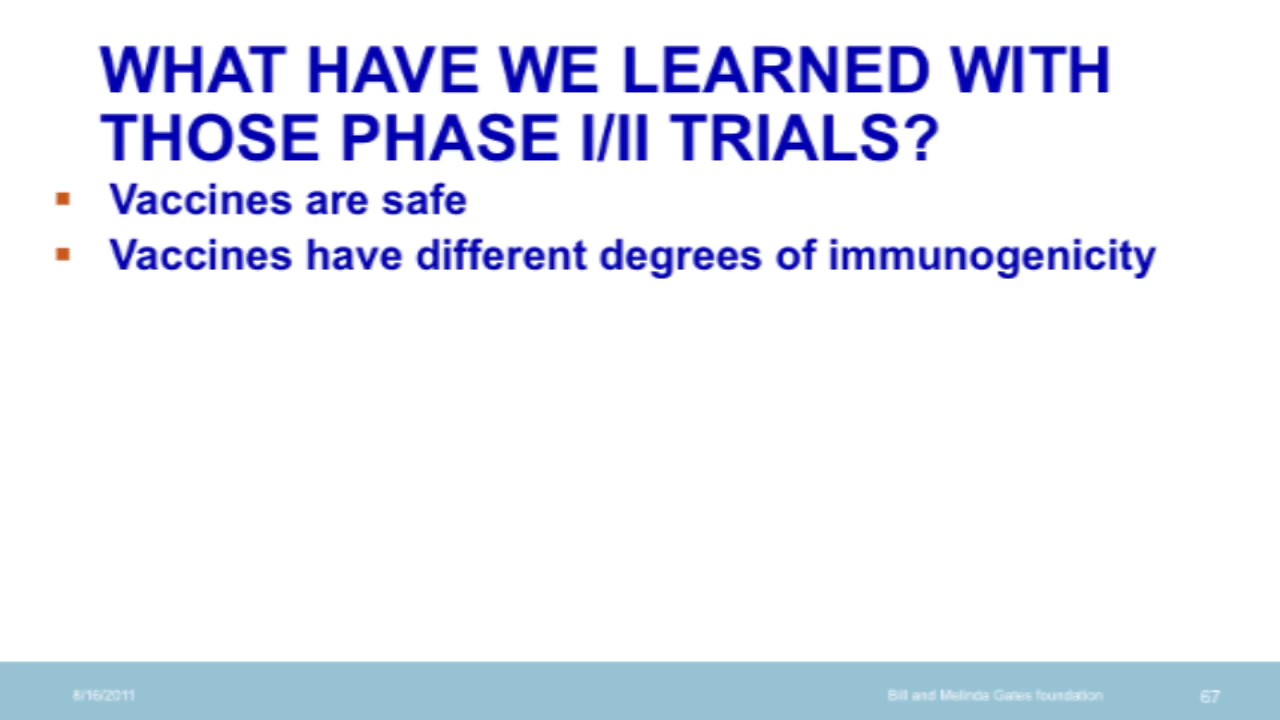 WHAT HAVE WE LEARNED WITH
THOSE PHASE I/II TRIALS?
▪ Vaccines are safe
▪ Vaccines have different degrees of immunogenicity
8/16/2011 Bill and Melinda Gates foundation 67